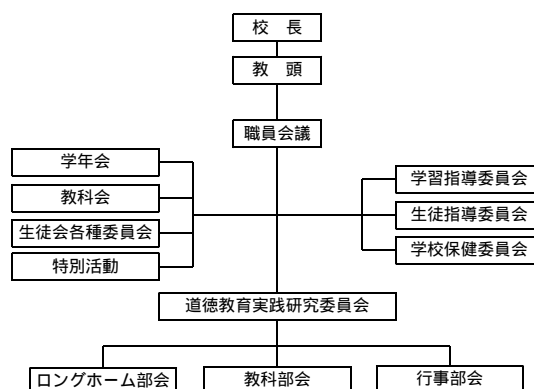 校　長
教　頭
職員会議
学年会
教科会
生徒会各種委員会
特別活動
学習指導委員会
生徒指導委員会
学校保健委員会
道徳教育実践研究委員会
ロングホーム部会
教科部会
行事部会